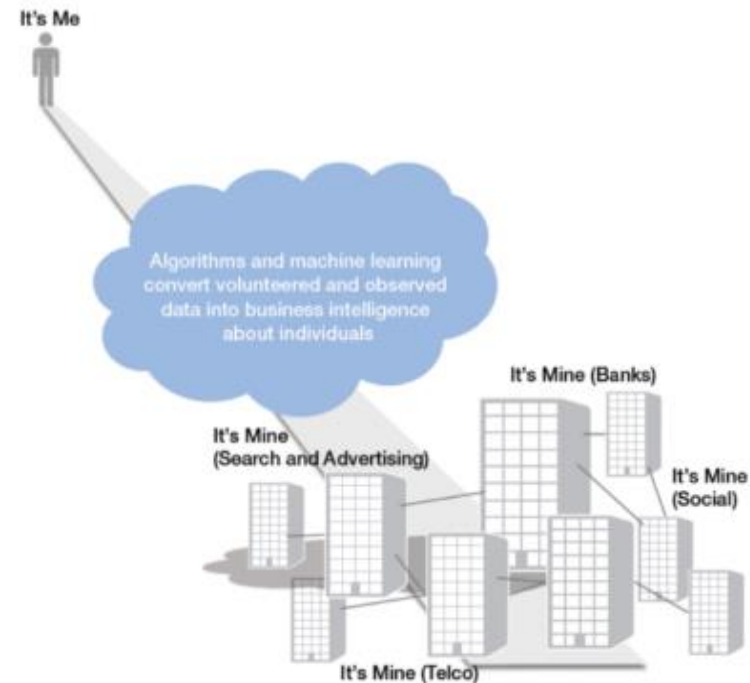 It's Me
Algorithms and machine learning
convert volunteered and observed
data into business intelligence
about individuals
It's Mine (Banks)
It's Mine
(Search and Advertising)
It's Mine
(Social)
It's Mine (Telco)